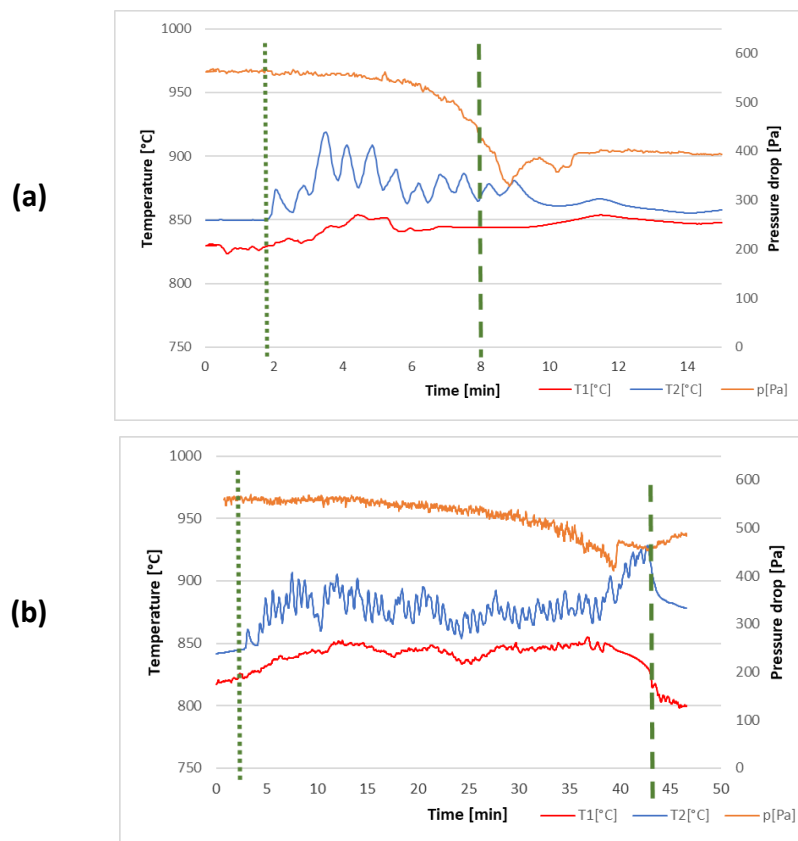 (a)
Temperature [°C]
1000
950
900
850
800
750
600
500
400
300
200
100
0
Pressure drop [Pa]
0 2 4 6 8 10 12 14
Time [min]
T1[°C] T2[°C] p[Pa]
(b)
Temperature [°C]
1000
950
900
850
800
750
600
500
400
300
200
100
0
Pressure drop [Pa]
0 5 10 15 20 25 30 35 40 45 50
Time [min]
T1[°C] T2[°C] p[Pa]